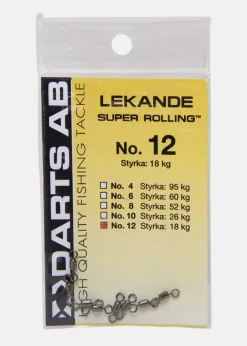 DARTS AB
HIGH QUALITY FISHING TACKLE
LEKANDE
SUPER ROLLING™
No. 12
Styrka: 18 kg
No. 4 Styrka: 95 kg
No. 6 Styrka: 60 kg
No. 8 Styrka: 52 kg
No. 10 Styrka: 26 kg
No. 12 Styrka: 18 kg